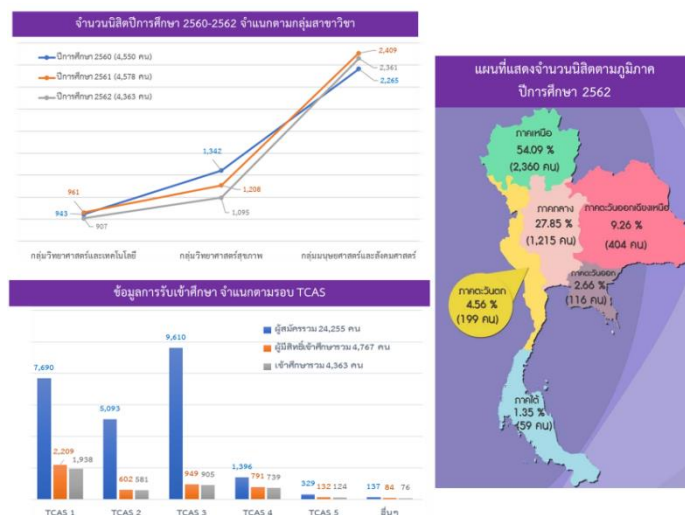 จำนวนนิสิตปีการศึกษา 2560-2562 จำแนกตามกลุ่มสาขาวิชา
ปีการศึกษา 2560 (4,550 คน)
ปีการศึกษา 2561 (4,578 คน)
ปีการศึกษา 2562 (4,363 คน)
2,409
2,361
2,265
1,342
1,208
1,095
961
943
907
กลุ่มวิทยาศาสตร์และเทคโนโลยี
กลุ่มวิทยาศาสตร์สุขภาพ
กลุ่มมนุษยศาสตร์และสังคมศาสตร์
ข้อมูลการรับเข้าศึกษา จำแนกตามรอบ TCAS
ผู้สมัครรวม 24,255 คน
ผู้มีสิทธิ์เข้าศึกษารวม 4,767 คน
เข้าศึกษารวม 4,363 คน
7,690
2,209
1,938
5,093
602
581
9,610
949
905
1,396
791
739
329
132
124
137
84
76
TCAS 1
TCAS 2
TCAS 3
TCAS 4
TCAS 5
อื่นๆ
แผนที่แสดงจำนวนนิสิตตามภูมิภาค
ปีการศึกษา 2562
ภาคเหนือ
54.09 %
(2,360 คน)
ภาคกลาง
27.85 %
(1,215 คน)
ภาคตะวันออกเฉียงเหนือ
9.26 %
(404 คน)
ภาคตะวันออก
2.66 %
(116 คน)
ภาคตะวันตก
4.56 %
(199 คน)
ภาคใต้
1.35 %
(59 คน)